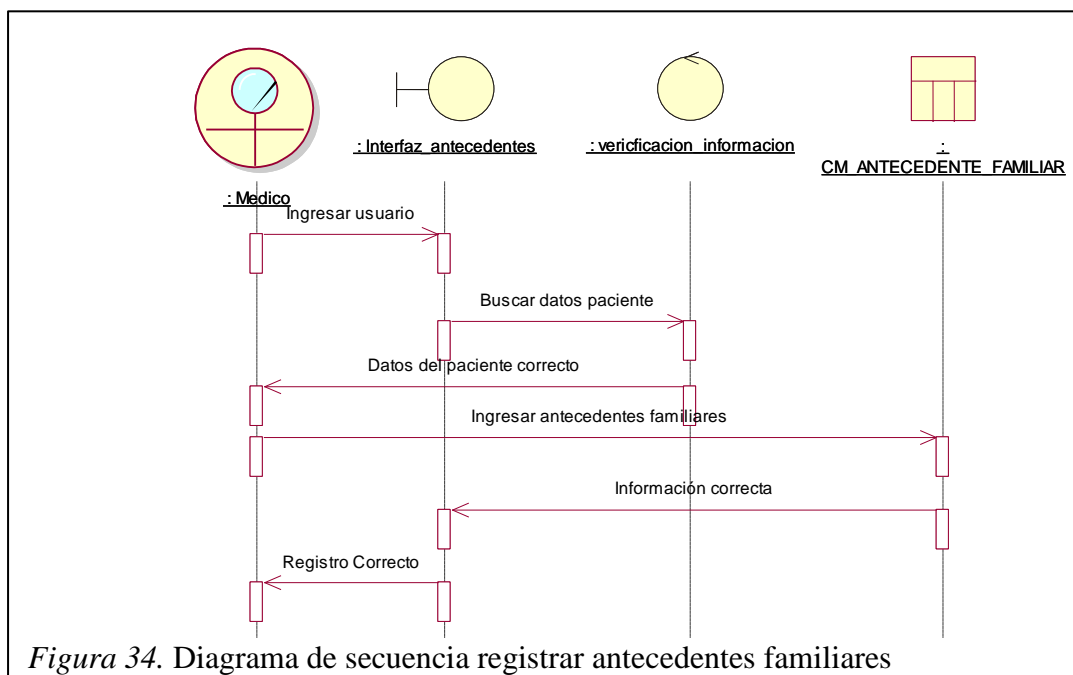 : Interfaz_antecedentes
: vericficacion_informacion
:
CM_ANTECEDENTE_FAMILIAR
: Medico
Ingresar usuario
Buscar datos paciente
Datos del paciente correcto
Ingresar antecedentes familiares
Información correcta
Registro Correcto
Figura 34. Diagrama de secuencia registrar antecedentes familiares